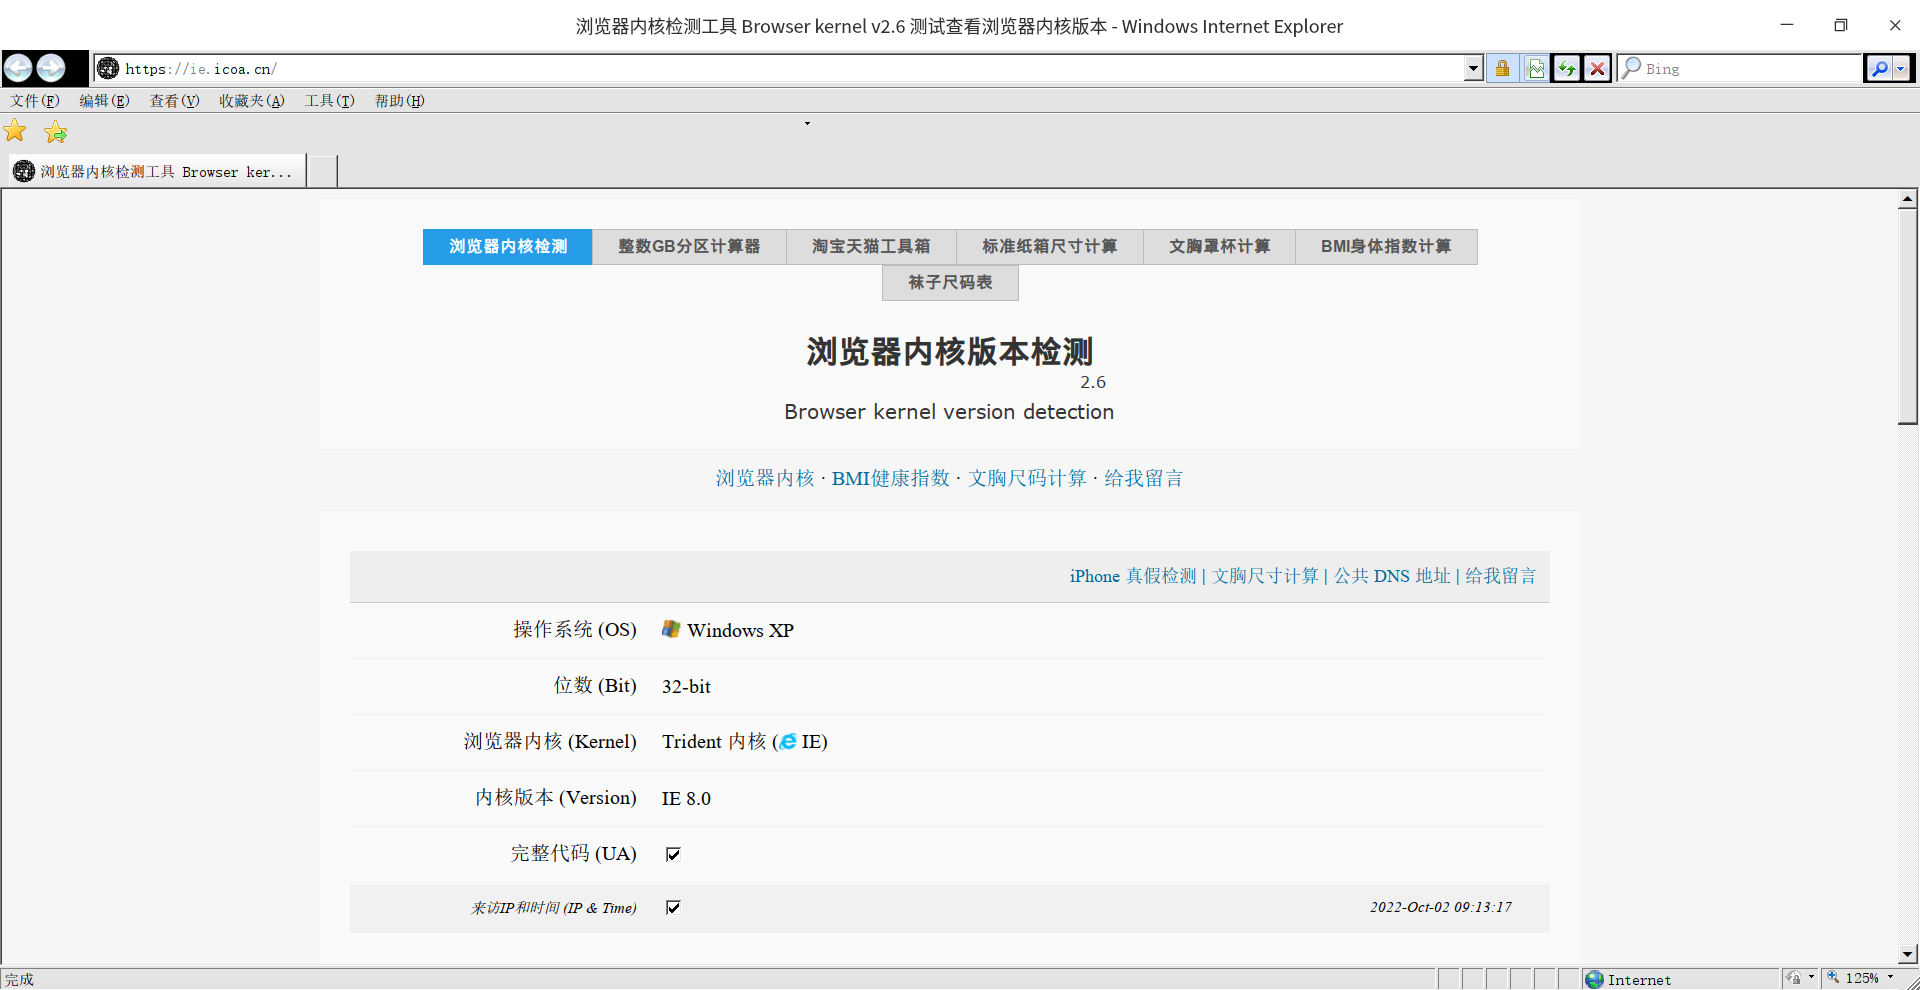 浏览器内核检测工具 Browser kernel v2.6 测试查看浏览器内核版本 - Windows Internet Explorer
https://ie.icoa.cn/
Bing
文件(F) 编辑(E) 查看(V) 收藏夹(A) 工具(T) 帮助(H)
浏览器内核检测工具 Browser ker...
浏览器内核检测 整数GB分区计算器 淘宝天猫工具箱 标准纸箱尺寸计算 文胸罩杯计算 BMI身体指数计算
袜子尺码表
浏览器内核版本检测
2.6
Browser kernel version detection
浏览器内核 · BMI健康指数 · 文胸尺码计算 · 给我留言
iPhone 真假检测 | 文胸尺寸计算 | 公共 DNS 地址 | 给我留言
操作系统 (OS) Windows XP
位数 (Bit) 32-bit
浏览器内核 (Kernel) Trident 内核 ( IE)
内核版本 (Version) IE 8.0
完整代码 (UA)
来访IP和时间 (IP & Time) 2022-Oct-02 09:13:17
完成 Internet 125%